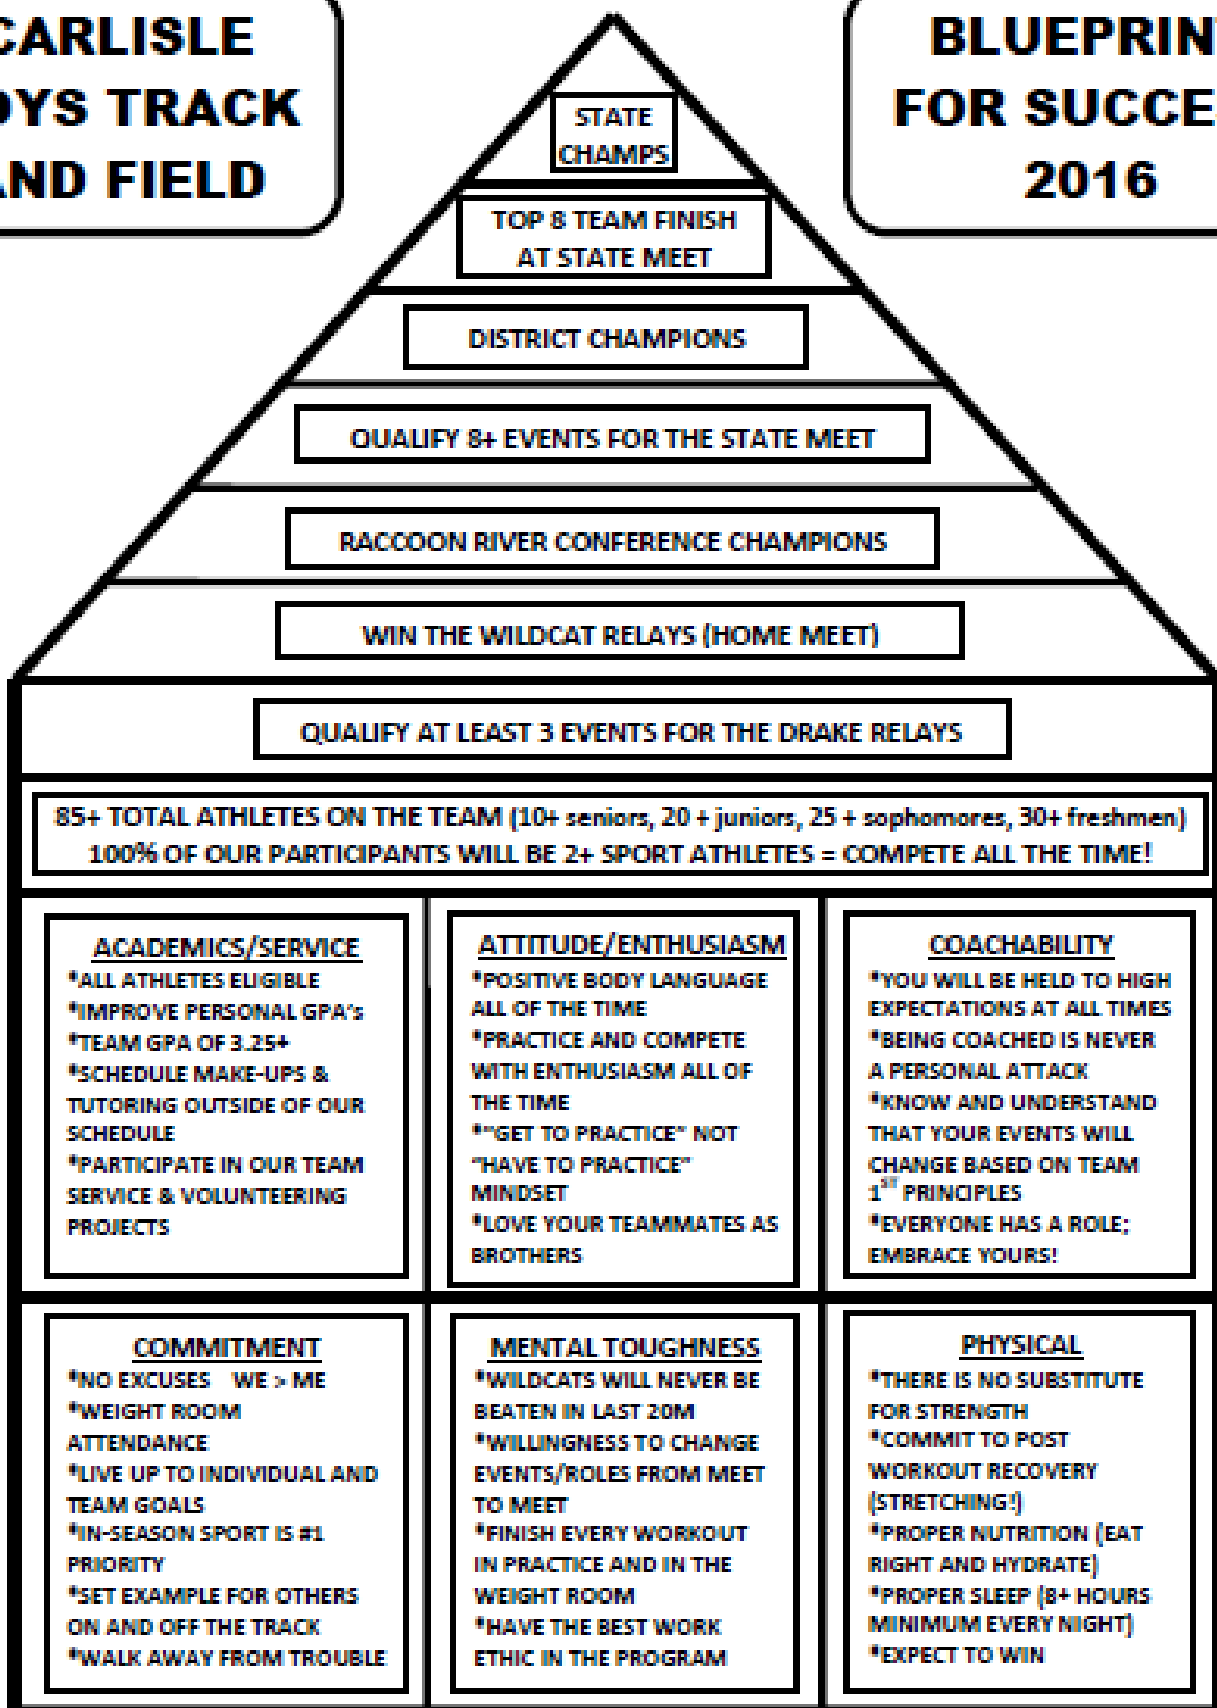 CARLISLE
OYS TRACK
AND FIELD
BLUEPRIN
FOR SUCCE
2016
STATE
CHAMPS
TOP 8 TEAM FINISH
AT STATE MEET
DISTRICT CHAMPIONS
QUALIFY 8+ EVENTS FOR THE STATE MEET
RACCOON RIVER CONFERENCE CHAMPIONS
WIN THE WILDCAT RELAYS (HOME MEET)
QUALIFY AT LEAST 3 EVENTS FOR THE DRAKE RELAYS
85+ TOTAL ATHLETES ON THE TEAM (10+ seniors, 20 + juniors, 25 + sophomores, 30+ freshmen)
100% OF OUR PARTICIPANTS WILL BE 2+ SPORT ATHLETES = COMPETE ALL THE TIME!
ACADEMICS/SERVICE
*ALL ATHLETES ELIGIBLE
*IMPROVE PERSONAL GPA's
*TEAM GPA OF 3.25+
*SCHEDULE MAKE-UPS &
TUTORING OUTSIDE OF OUR
SCHEDULE
*PARTICIPATE IN OUR TEAM
SERVICE & VOLUNTEERING
PROJECTS
ATTITUDE/ENTHUSIASM
*POSITIVE BODY LANGUAGE
ALL OF THE TIME
*PRACTICE AND COMPETE
WITH ENTHUSIASM ALL OF
THE TIME
*"GET TO PRACTICE" NOT
"HAVE TO PRACTICE"
MINDSET
*LOVE YOUR TEAMMATES AS
BROTHERS
COACHABILITY
*YOU WILL BE HELD TO HIGH
EXPECTATIONS AT ALL TIMES
*BEING COACHED IS NEVER
A PERSONAL ATTACK
*KNOW AND UNDERSTAND
THAT YOUR EVENTS WILL
CHANGE BASED ON TEAM
1ST PRINCIPLES
*EVERYONE HAS A ROLE;
EMBRACE YOURS!
COMMITMENT
*NO EXCUSES WE > ME
*WEIGHT ROOM
ATTENDANCE
*LIVE UP TO INDIVIDUAL AND
TEAM GOALS
*IN-SEASON SPORT IS #1
PRIORITY
*SET EXAMPLE FOR OTHERS
ON AND OFF THE TRACK
*WALK AWAY FROM TROUBLE
MENTAL TOUGHNESS
*WILDCATS WILL NEVER BE
BEATEN IN LAST 20M
*WILLINGNESS TO CHANGE
EVENTS/ROLES FROM MEET
TO MEET
*FINISH EVERY WORKOUT
IN PRACTICE AND IN THE
WEIGHT ROOM
*HAVE THE BEST WORK
ETHIC IN THE PROGRAM
PHYSICAL
*THERE IS NO SUBSTITUTE
FOR STRENGTH
*COMMIT TO POST
WORKOUT RECOVERY
(STRETCHING!)
*PROPER NUTRITION (EAT
RIGHT AND HYDRATE)
*PROPER SLEEP (8+ HOURS
MINIMUM EVERY NIGHT)
*EXPECT TO WIN